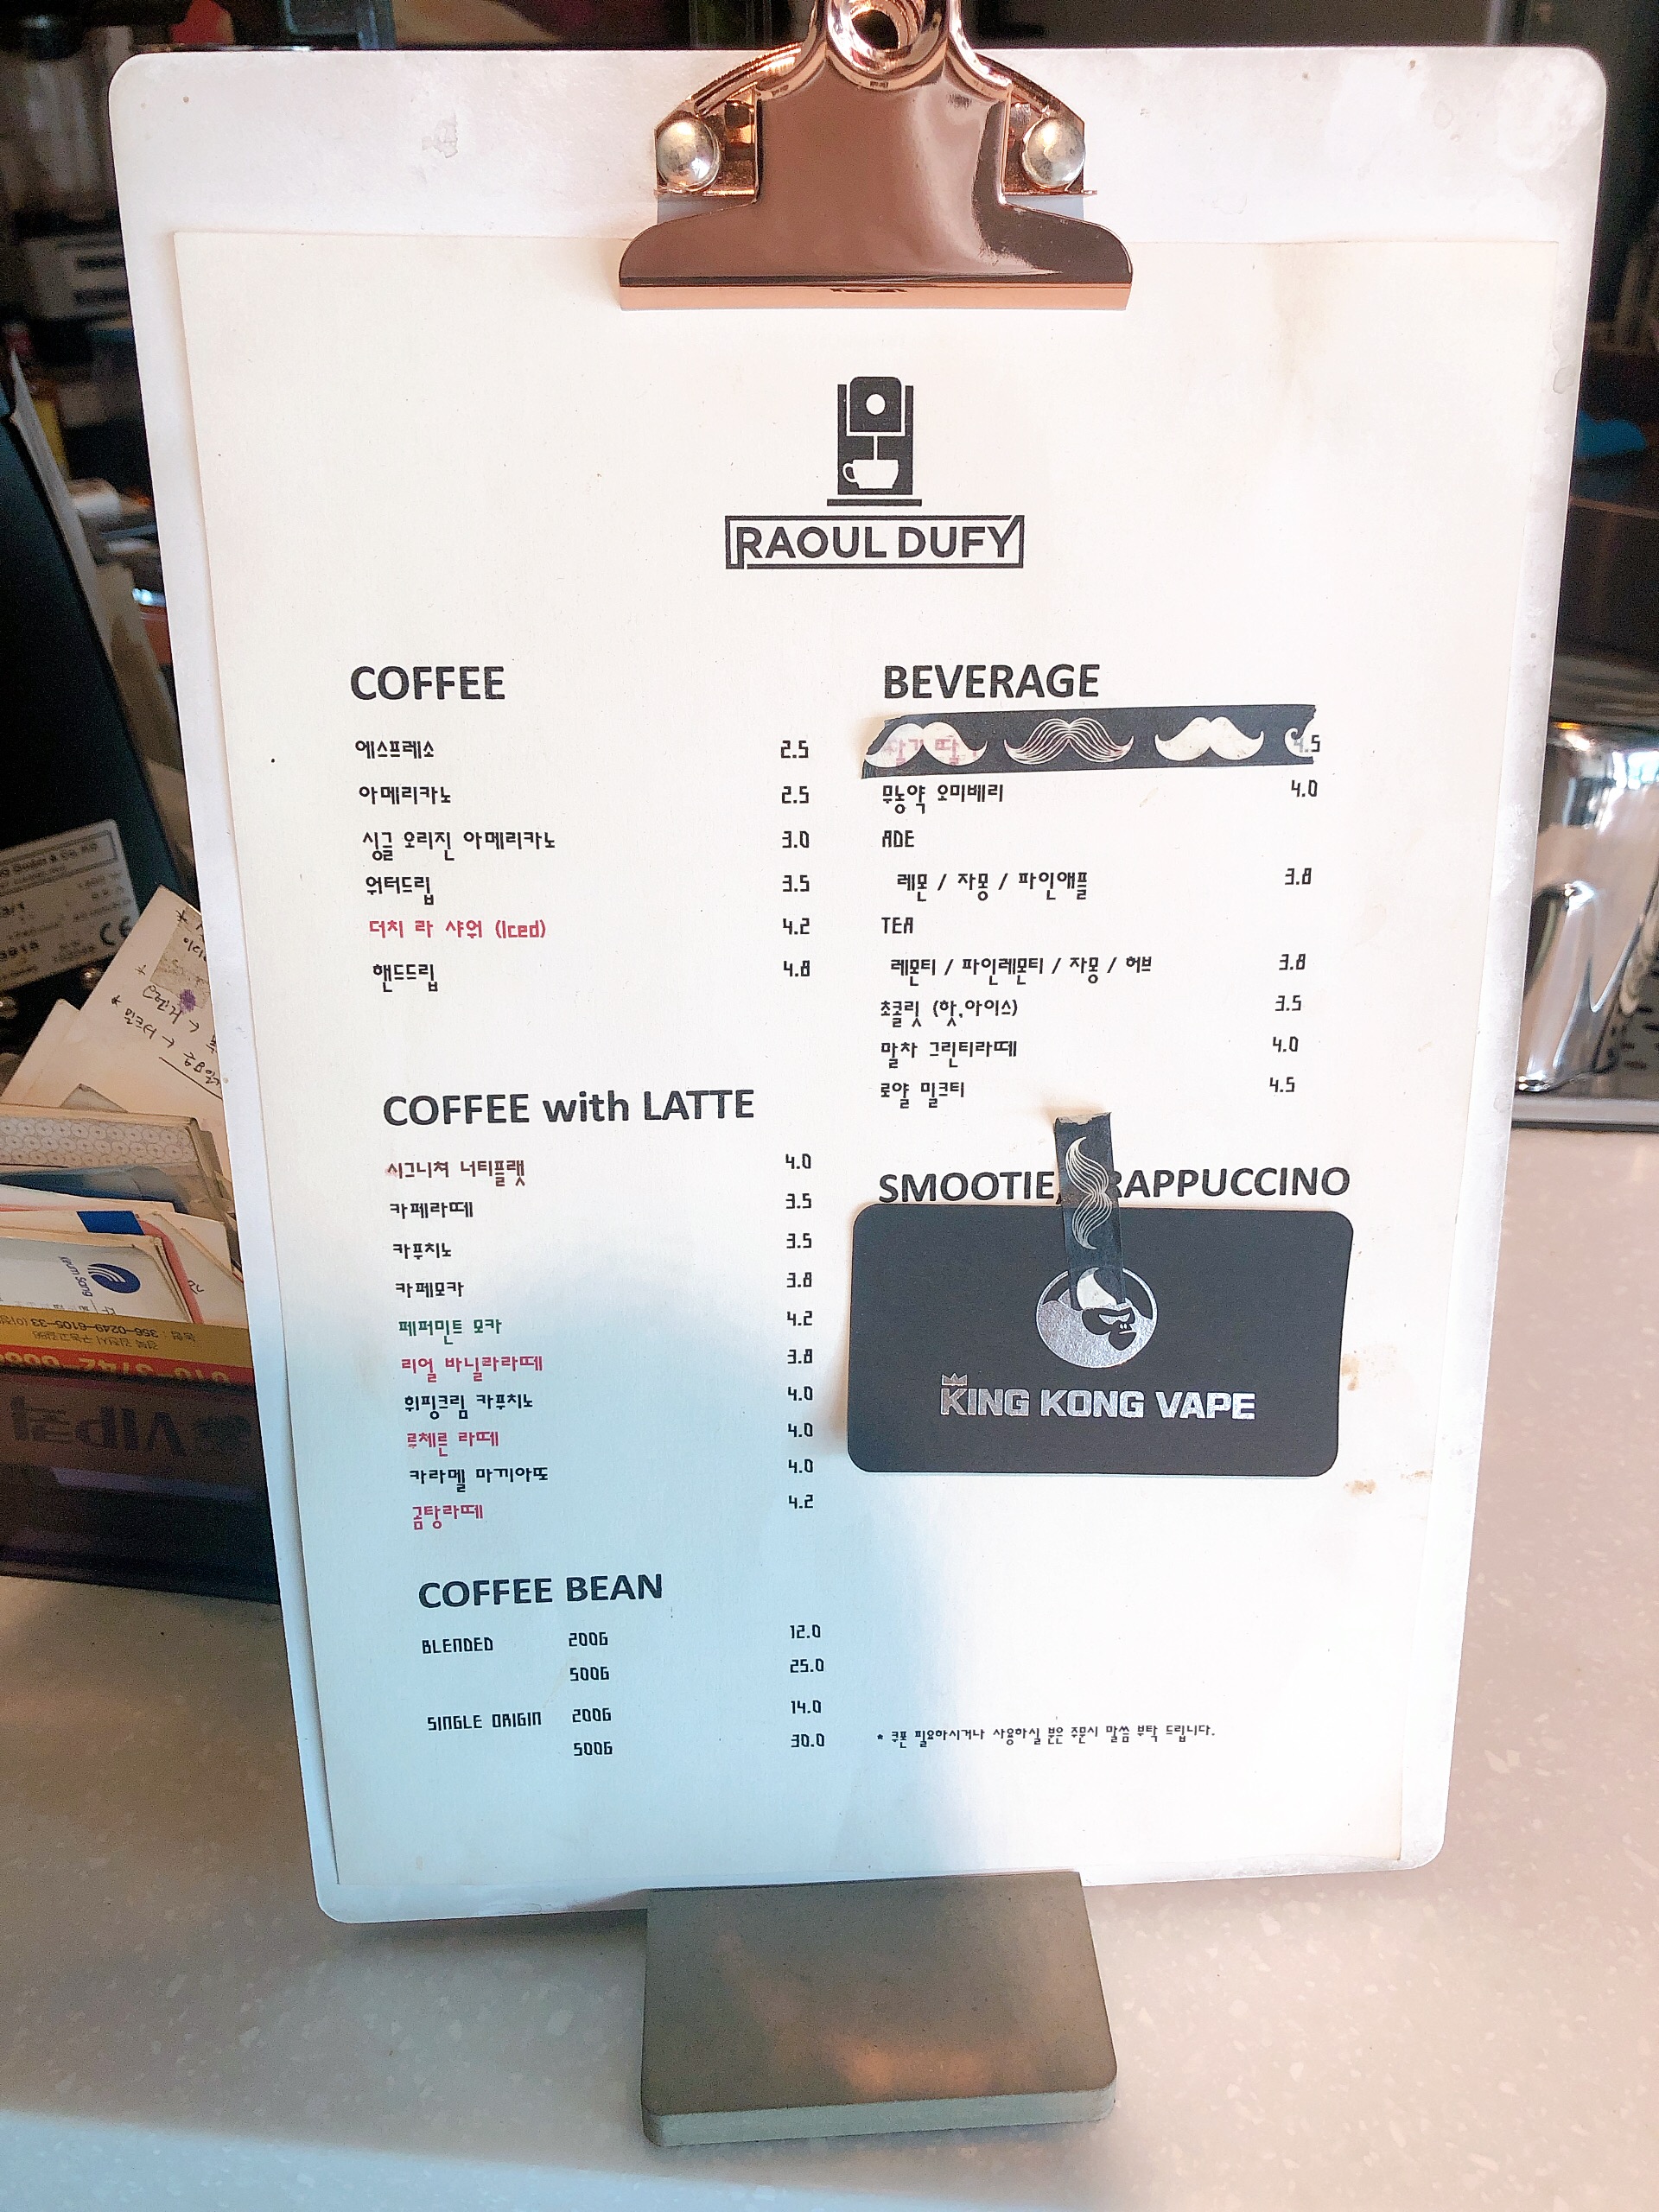 RAOUL DUFY
COFFEE
에스프레소 2.5
아메리카노 2.5
싱글 오리진 아메리카노 3.0
워터드립 3.5
더치 라 샤워 (Iced) 4.2
핸드드립 4.8
COFFEE with LATTE
시그니쳐 너티플랫 4.0
카페라떼 3.5
카푸치노 3.5
카페모카 3.8
페퍼민트 모카 4.2
리얼 바닐라라떼 3.8
휘핑크림 카푸치노 4.0
루체른 라떼 4.0
카라멜 마끼아또 4.0
곰탕라떼 4.2
COFFEE BEAN
BLENDED 200G 12.0
500G 25.0
SINGLE ORIGIN 200G 14.0
500G 30.0
BEVERAGE
4.5
무농약 오미베리 4.0
ADE
레몬 / 자몽 / 파인애플 3.8
TEA
레몬티 / 파인레몬티 / 자몽 / 허브 3.8
초콜릿 (핫,아이스) 3.5
말차 그린티라떼 4.0
로얄 밀크티 4.5
SMOOTIE, RAPPUCCINO
KING KONG VAPE
* 쿠폰 필요하시거나 사용하실 분은 주문시 말씀 부탁 드립니다.
356-0249-6105-33
VIP